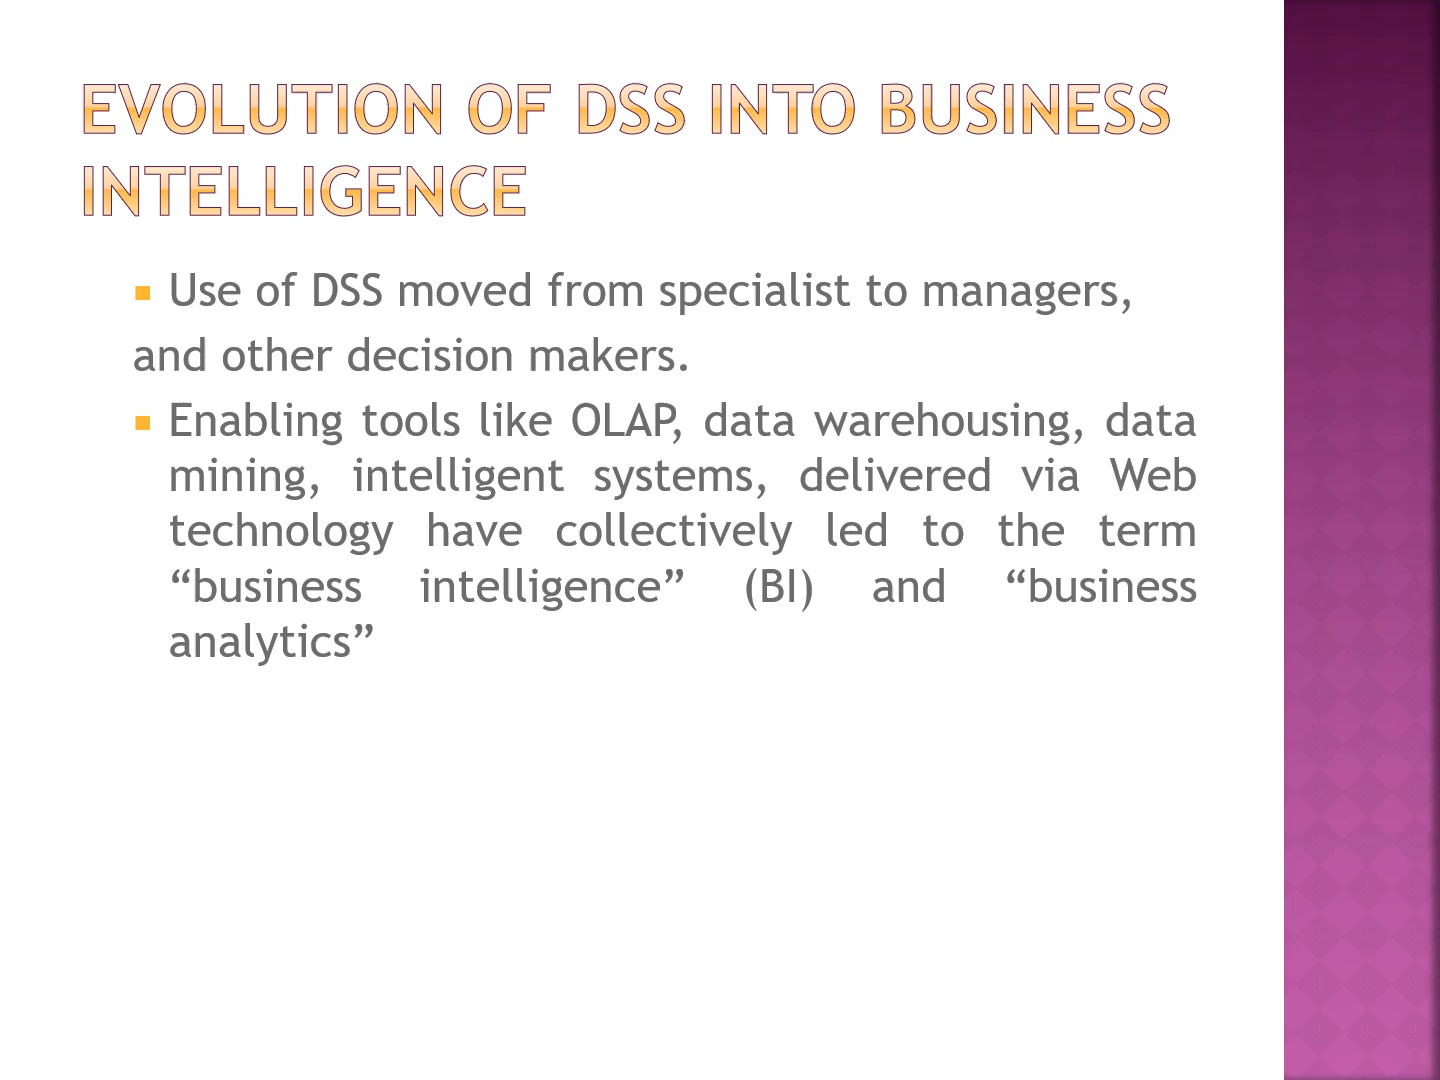 EVOLUTION OF DSS INTO BUSINESS
INTELLIGENCE
Use of DSS moved from specialist to managers,
and other decision makers.
Enabling tools like OLAP, data warehousing, data
mining, intelligent systems, delivered via Web
technology have collectively led to the term
“business intelligence” (BI) and “business
analytics”